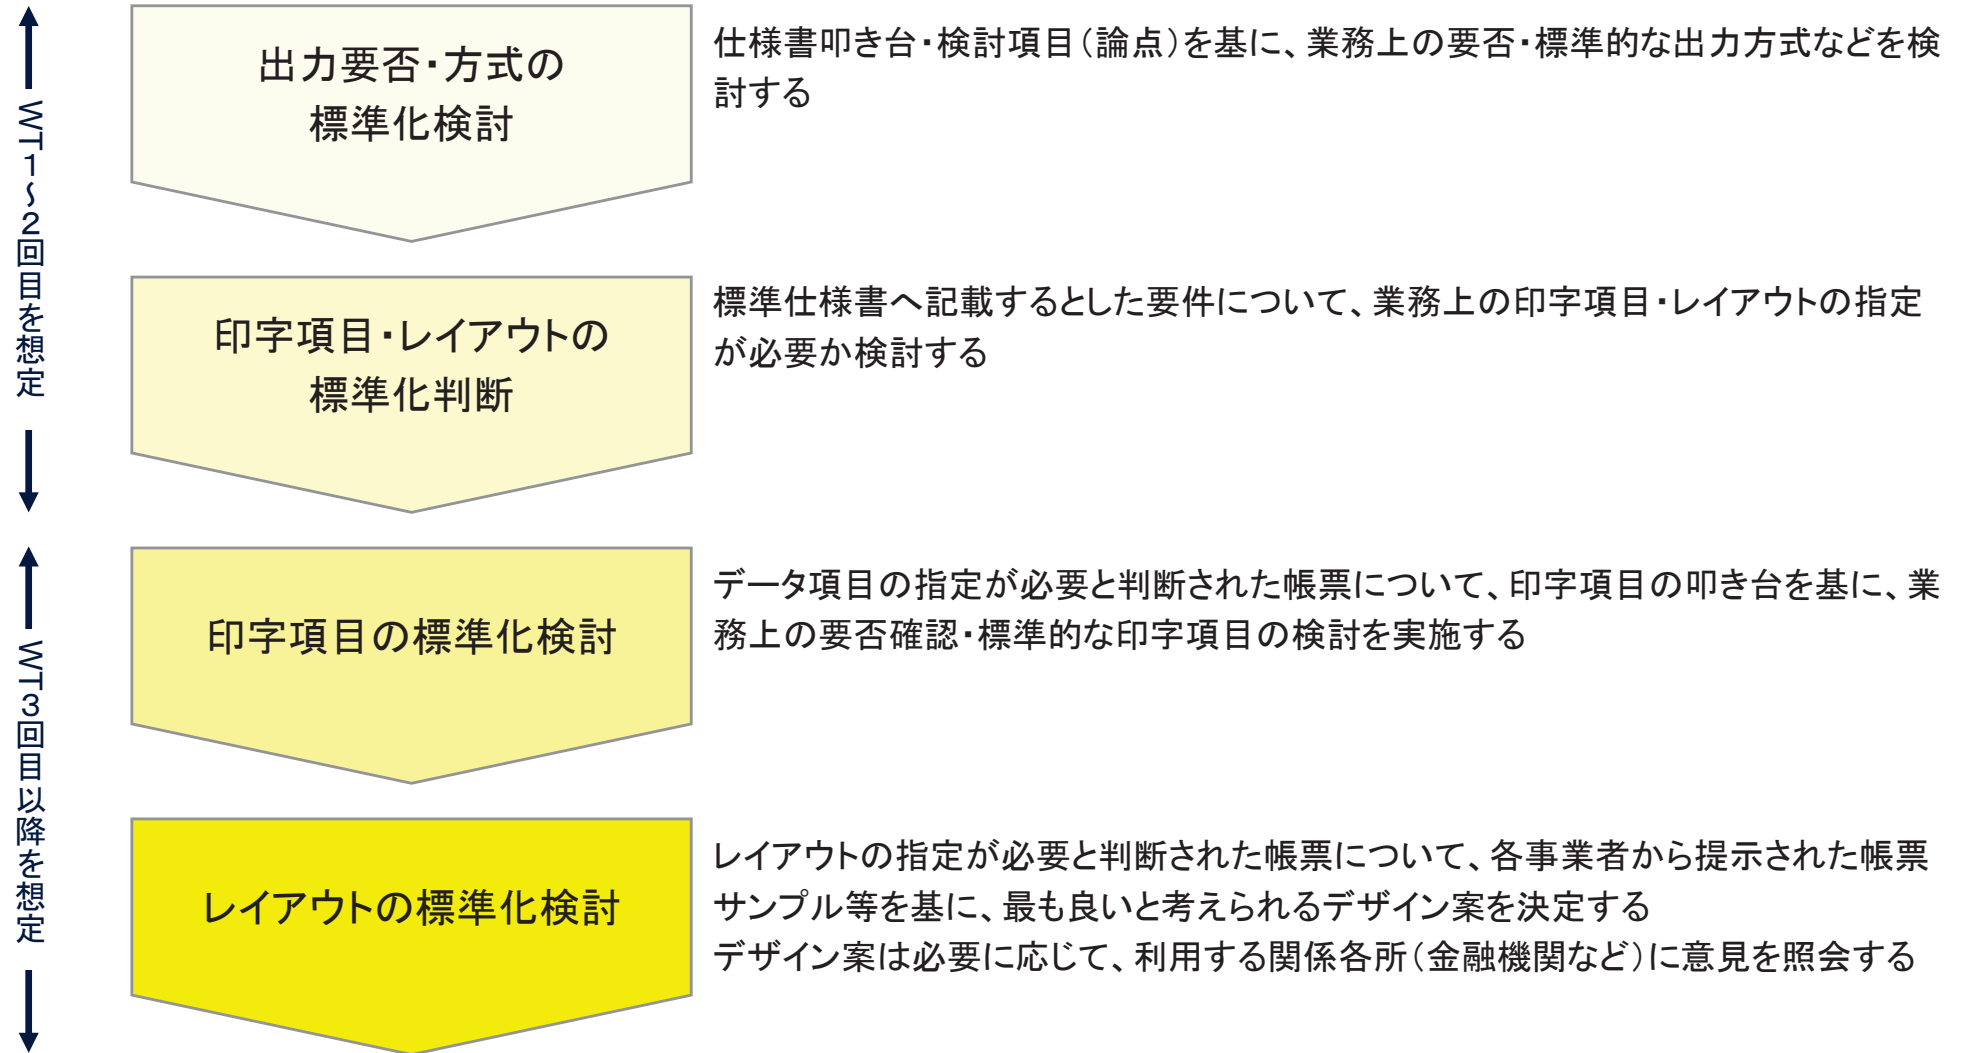 WT1～2回目を想定
出力要否・方式の
標準化検討
仕様書叩き台・検討項目（論点）を基に、業務上の要否・標準的な出力方式などを検
討する
印字項目・レイアウトの
標準化判断
標準仕様書へ記載するとした要件について、業務上の印字項目・レイアウトの指定
が必要か検討する
WT3回目以降を想定
印字項目の標準化検討
データ項目の指定が必要と判断された帳票について、印字項目の叩き台を基に、業
務上の要否確認・標準的な印字項目の検討を実施する
レイアウトの標準化検討
レイアウトの指定が必要と判断された帳票について、各事業者から提示された帳票
サンプル等を基に、最も良いと考えられるデザイン案を決定する
デザイン案は必要に応じて、利用する関係各所（金融機関など）に意見を照会する